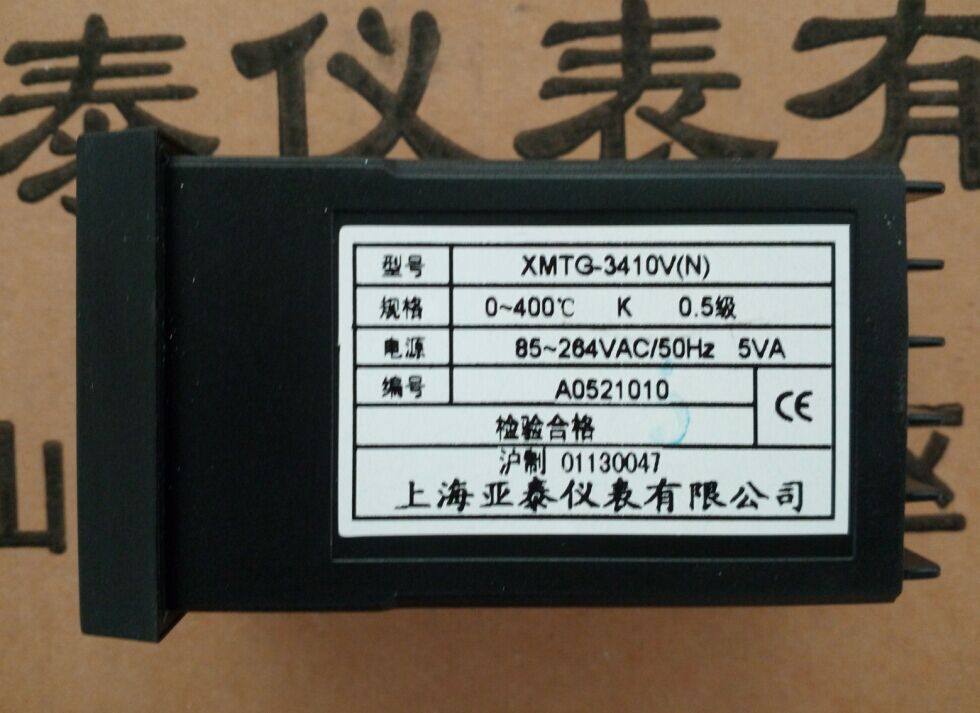 泰仪表有
型号 XMTG-3410V(N)
规格 0~400℃ K 0.5级
电源 85~264VAC/50Hz 5VA
编号 A0521010
CE
检验合格
沪制 01130047
上海亚泰仪表有限公司
山